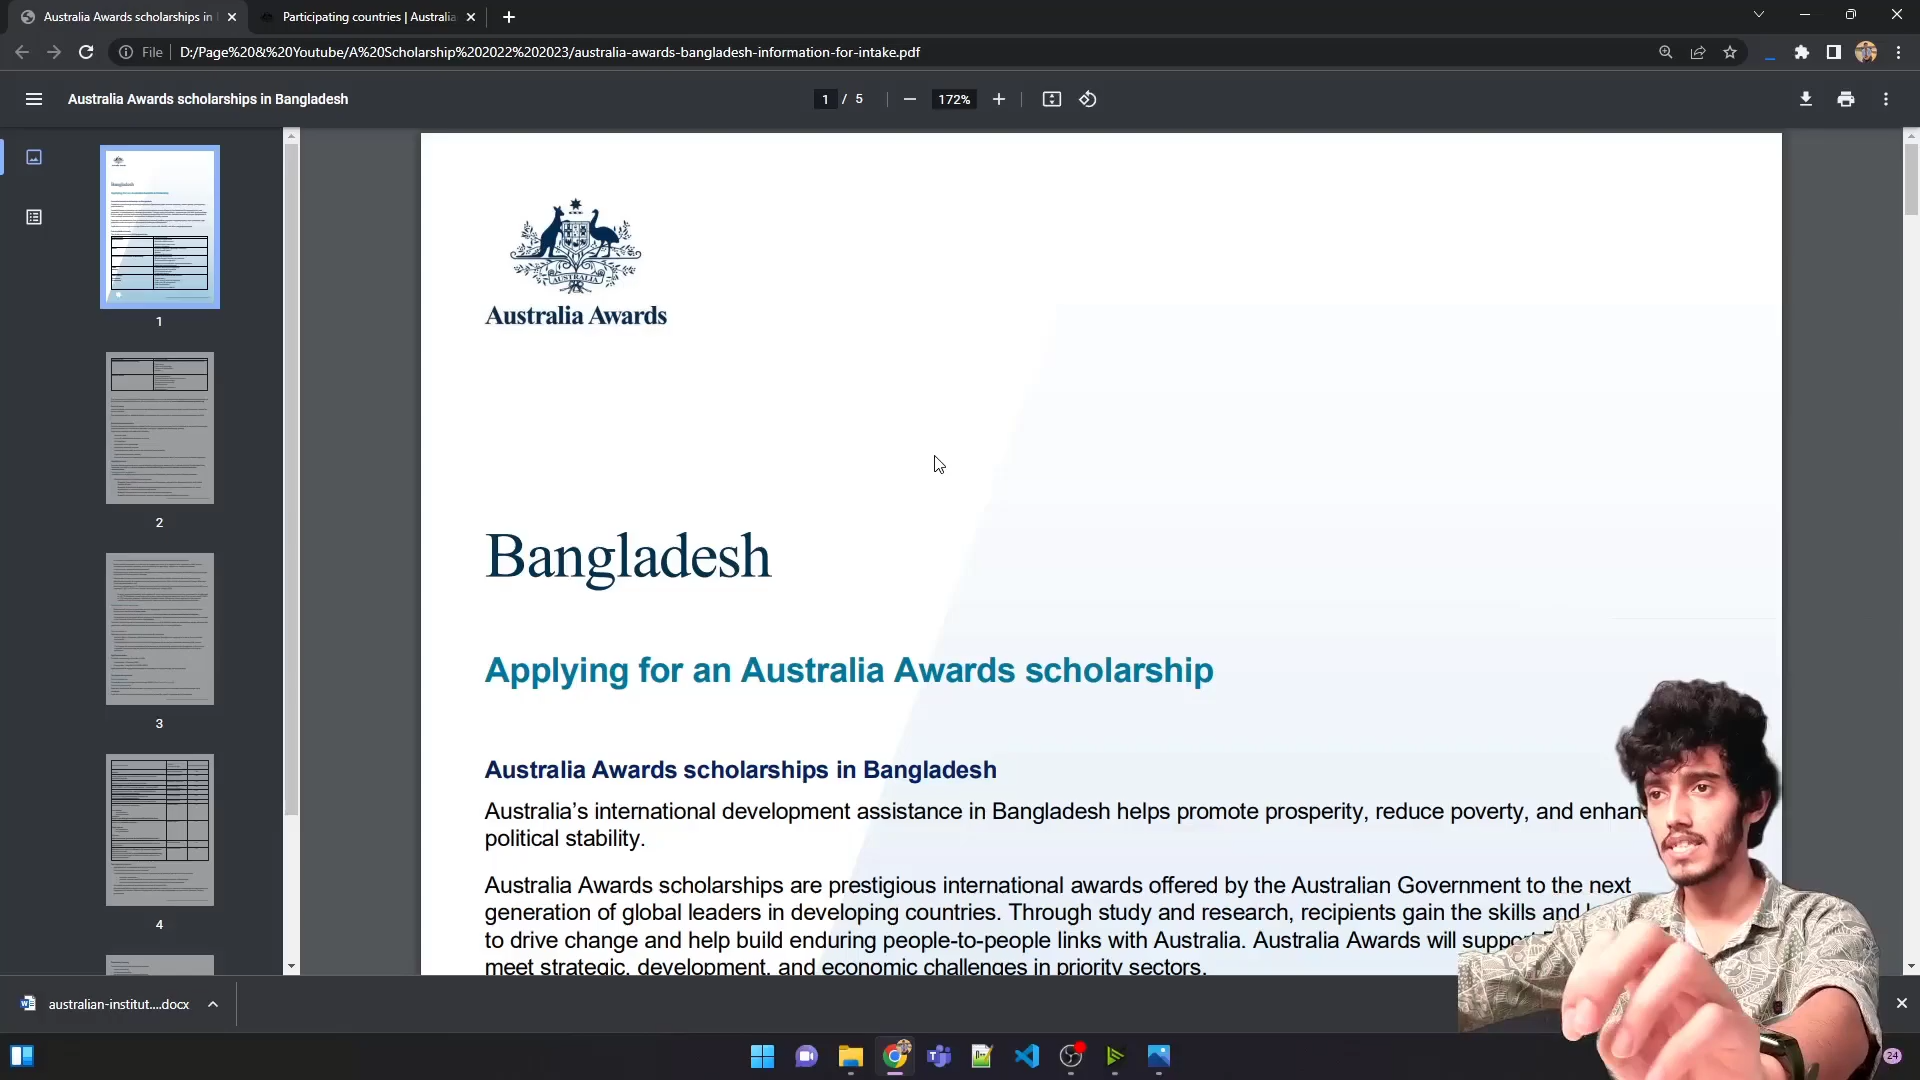 Australia Awards scholarships in
Participating countries | Australia
File
D:/Page%20&%20Youtube/A%20Scholarship%202022%202023/australia-awards-bangladesh-information-for-intake.pdf
Australia Awards scholarships in Bangladesh
1 / 5
172%
1
2
3
4
AUSTRALIA
Australia Awards
Bangladesh
Applying for an Australia Awards scholarship
Australia Awards scholarships in Bangladesh
Australia's international development assistance in Bangladesh helps promote prosperity, reduce poverty, and
political stability.
Australia Awards scholarships are prestigious international awards offered by the Australian Government to the next
generation of global leaders in developing countries. Through study and research, recipients gain the skills and
to drive change and help build enduring people-to-people links with Australia. Australia Awards will support
meet strategic, development, and economic challenges in priority sectors.
australian-institut....docx
24